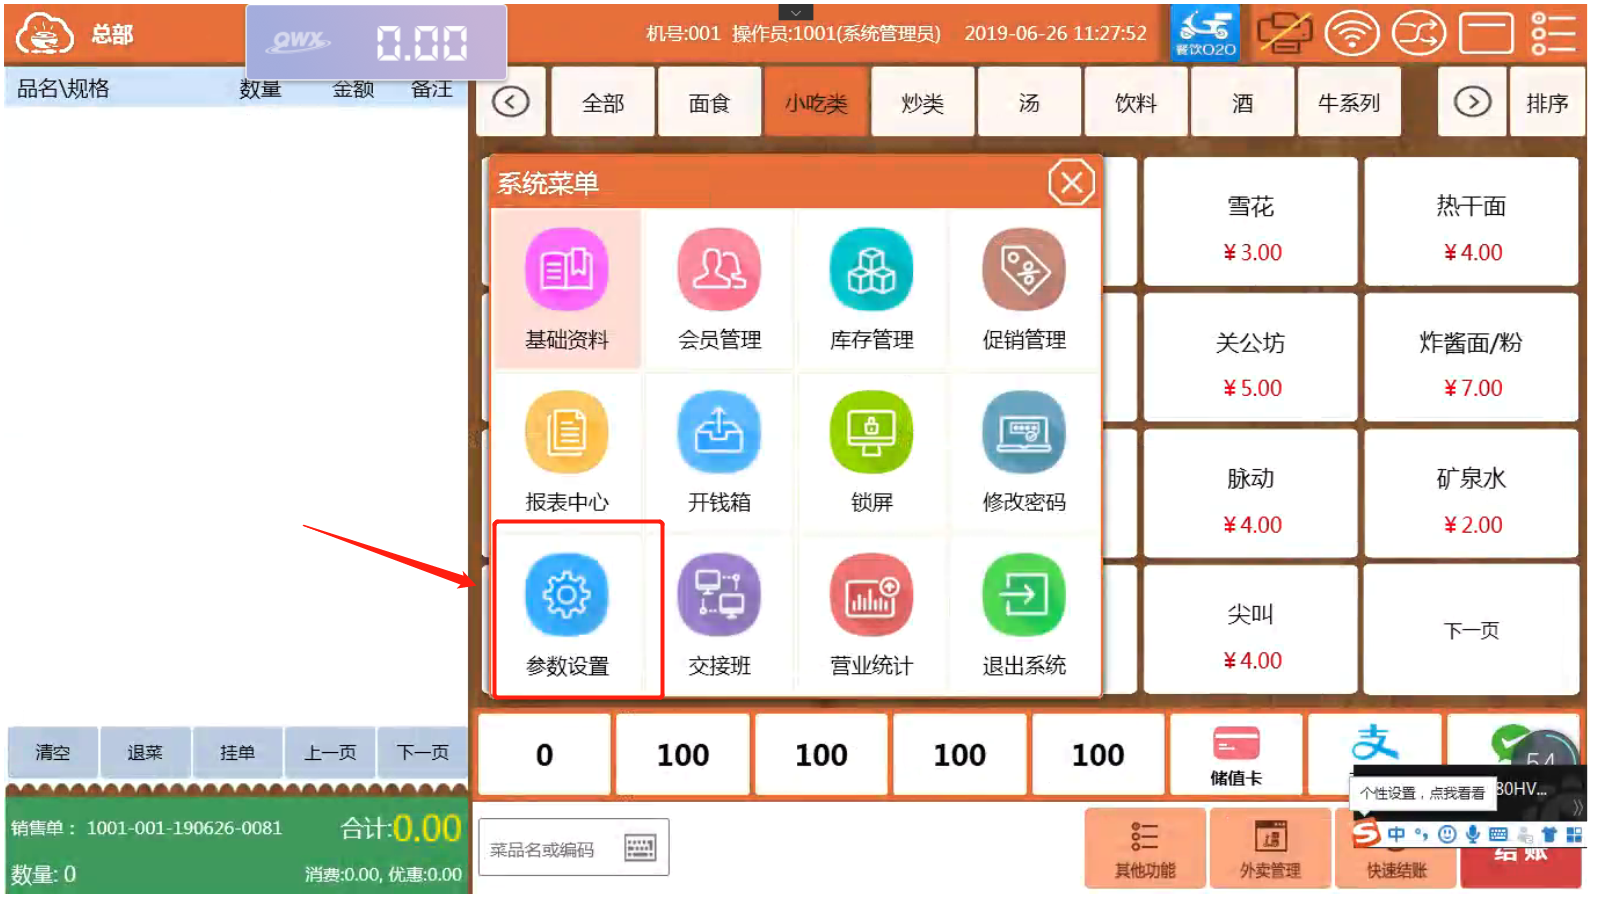 总部
QWX
0.00
机号:001 操作员:1001(系统管理员) 2019-06-26 11:27:52
餐饮O2O
品名\规格 数量 金额 备注
全部 面食 小吃类 炒类 汤 饮料 酒 牛系列 排序
系统菜单
基础资料 会员管理 库存管理 促销管理
报表中心 开钱箱 锁屏 修改密码
参数设置 交接班 营业统计 退出系统
雪花 热干面
¥3.00 ¥4.00
关公坊 炸酱面/粉
¥5.00 ¥7.00
脉动 矿泉水
¥4.00 ¥2.00
尖叫 下一页
¥4.00
清空 退菜 挂单 上一页 下一页
0 100 100 100 100
储值卡
支
54
80HV...
个性设置，点我看看
中
销售单： 1001-001-190626-0081 合计:0.00
数量: 0 消费:0.00, 优惠:0.00
菜品名或编码
其他功能 外卖管理 快速结账 结账